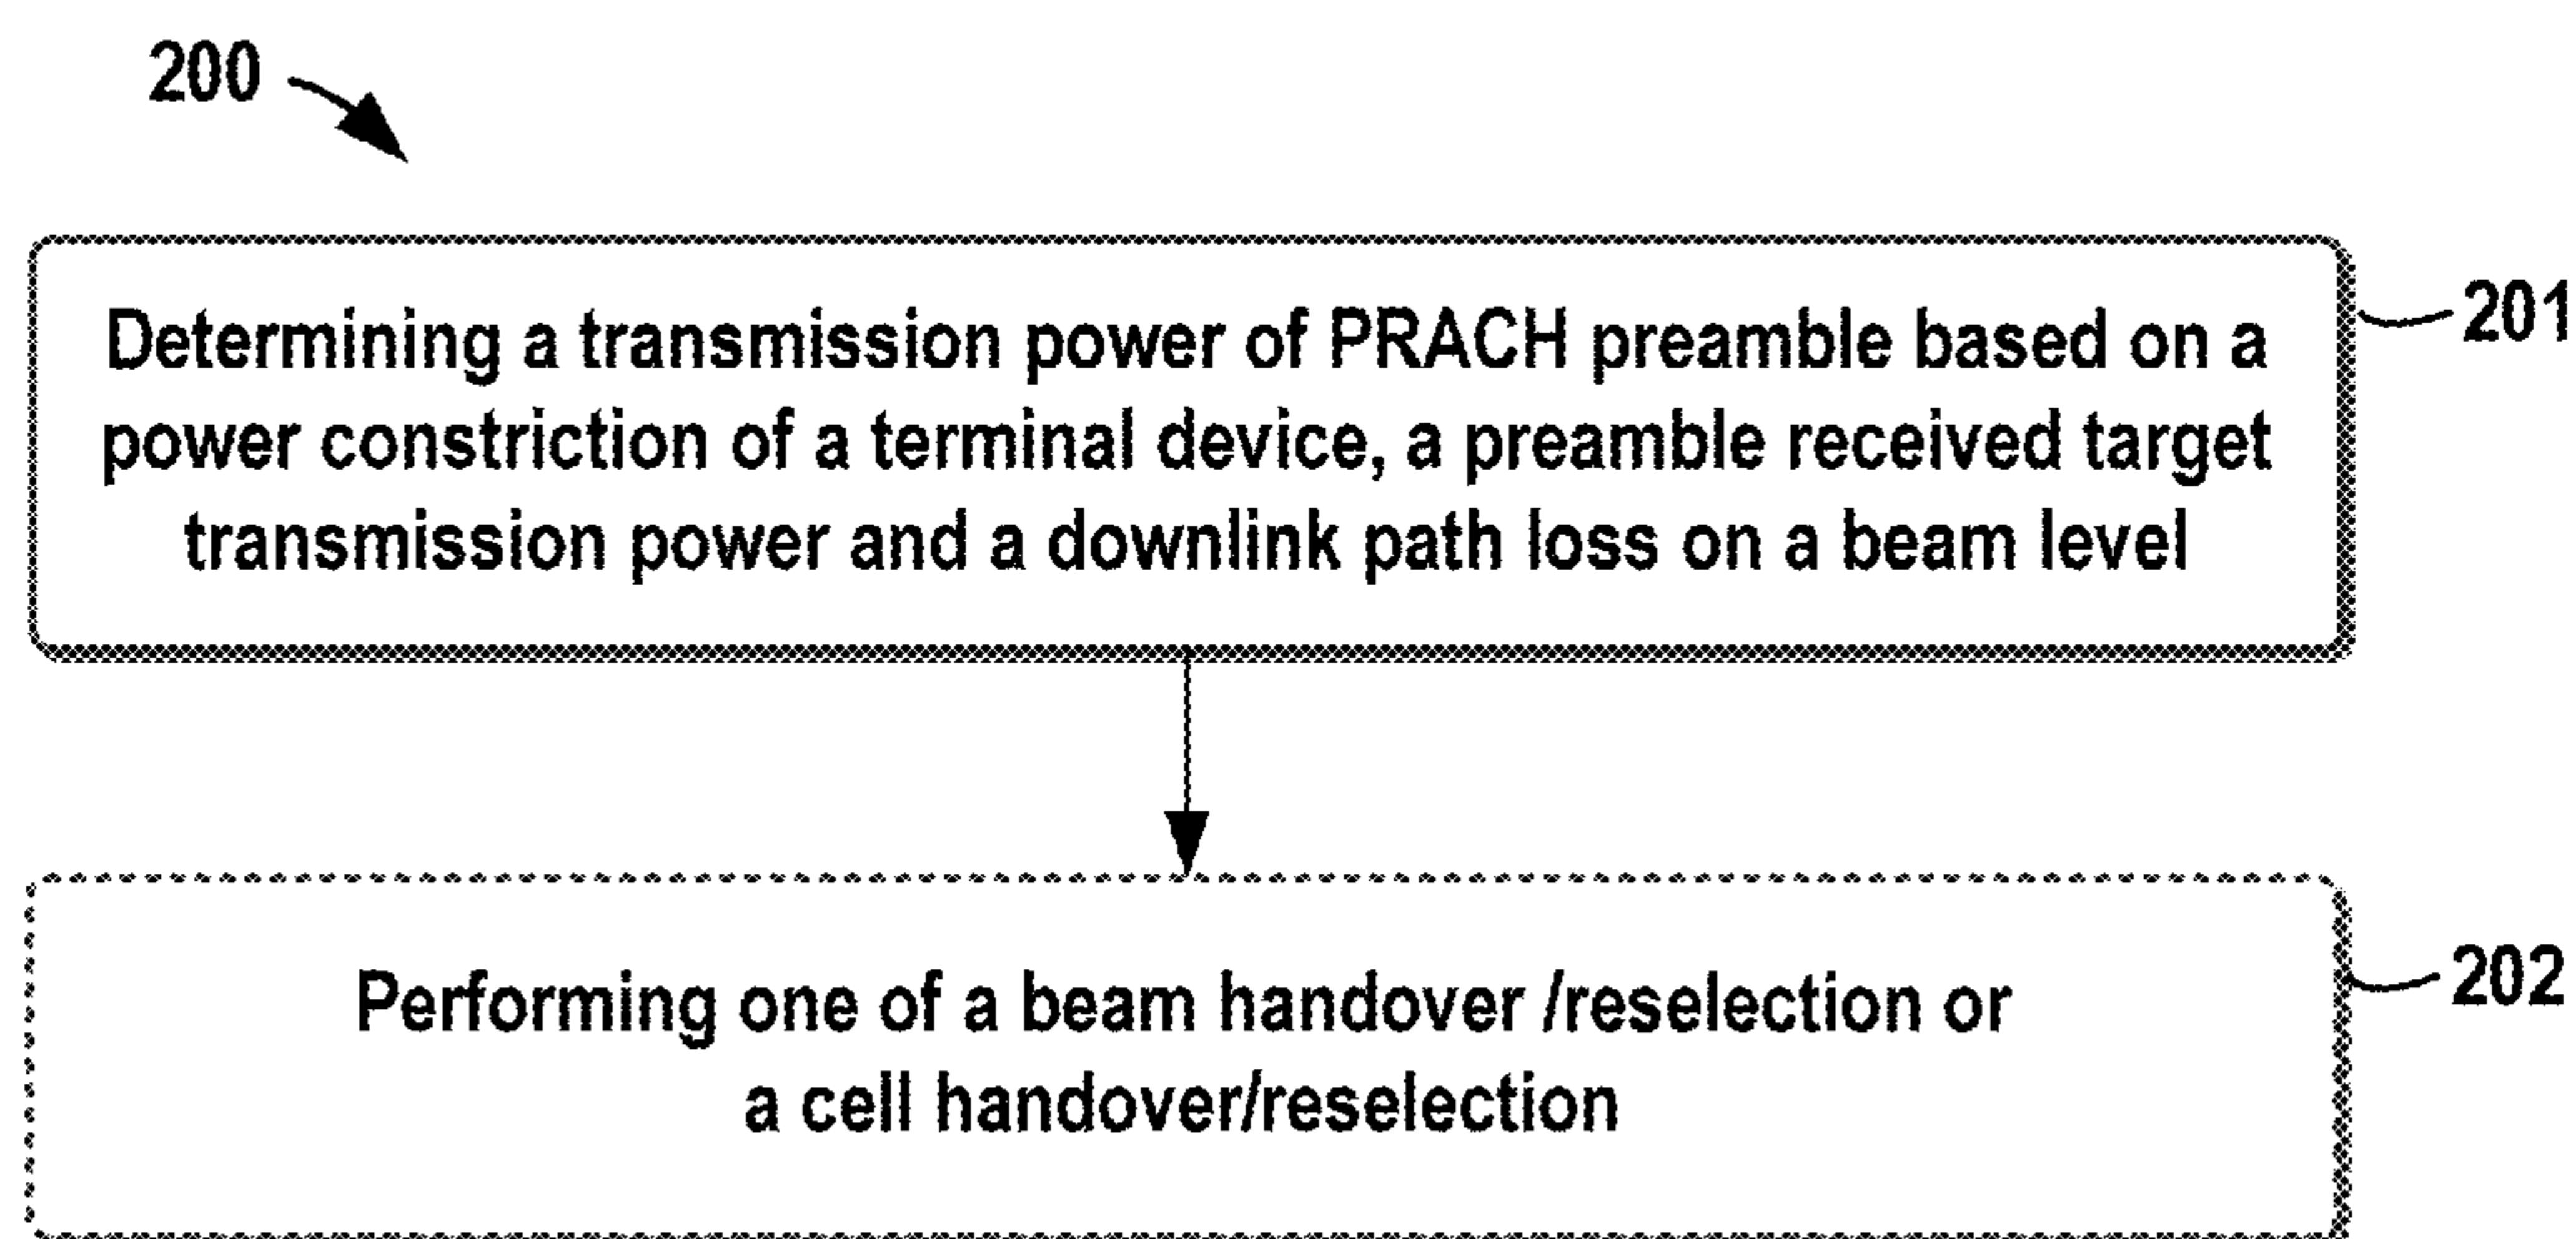 200
Determining a transmission power of PRACH preamble based on a
201
power constriction of a terminal device, a preamble received target
transmission power and a downlink path loss on a beam level
Performing one of a beam handover /reselection or
202
a cell handover/reselection